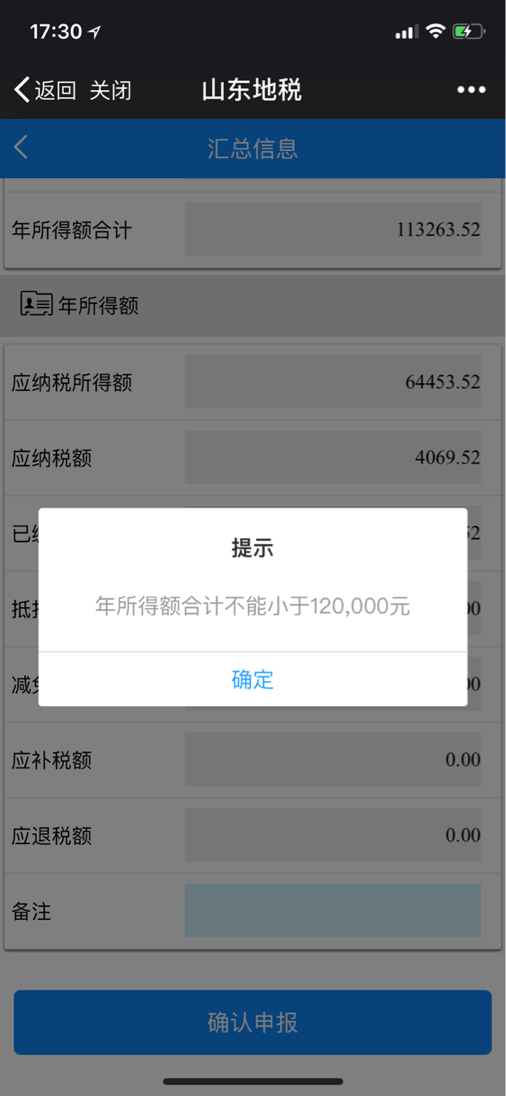 17:30
返回 关闭 山东地税
汇总信息
年所得额合计 113263.52
年所得额
应纳税所得额 64453.52
应纳税额 4069.52
提示
年所得额合计不能小于120,000元
确定
应补税额 0.00
应退税额 0.00
备注
确认申报